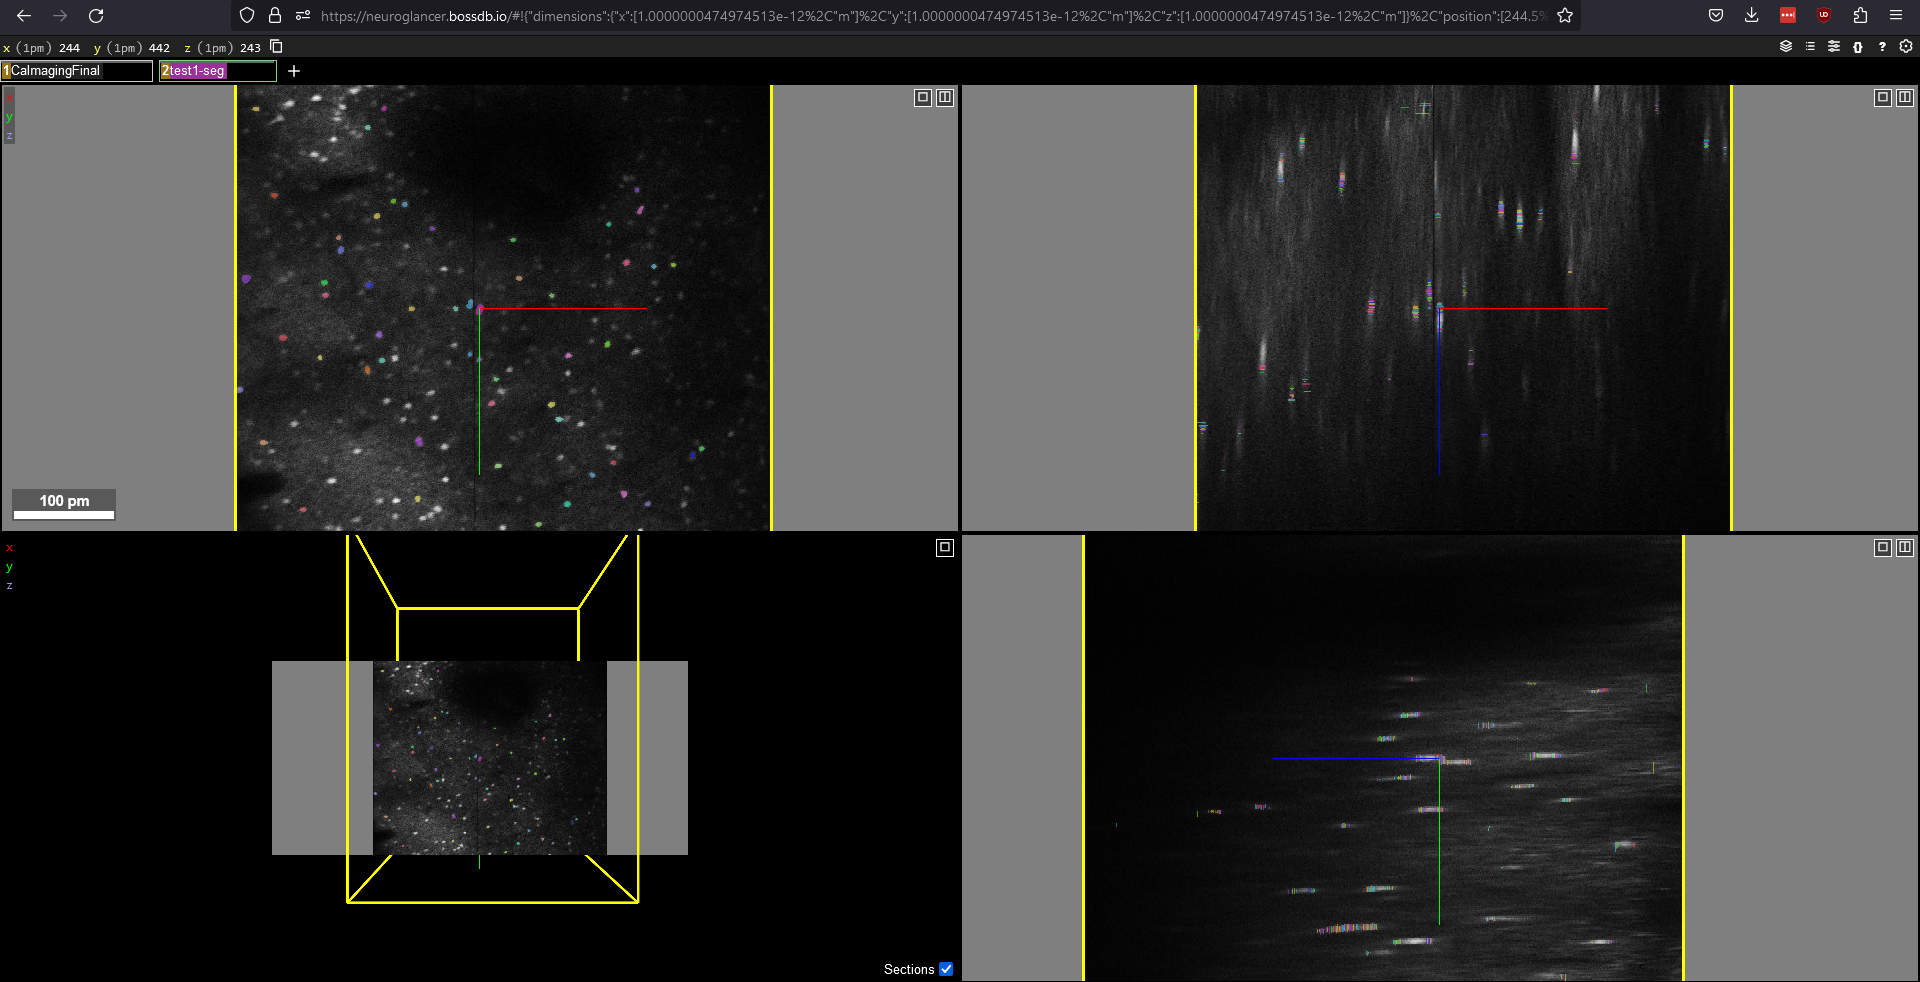 https://neuroglancer.bossdb.io/#!{"dimensions":{"x":[1.0000000474974513e-12%2C"m"]%2C"y":[1.0000000474974513e-12%2C"m"]%2C"z":[1.0000000474974513e-12%2C"m"]}%2C"position":[244.5%
x (1pm) 244 y (1pm) 442 z (1pm) 243
1CaImagingFinal 2test1-seg +
x
y
z
100 pm
x
y
z
Sections